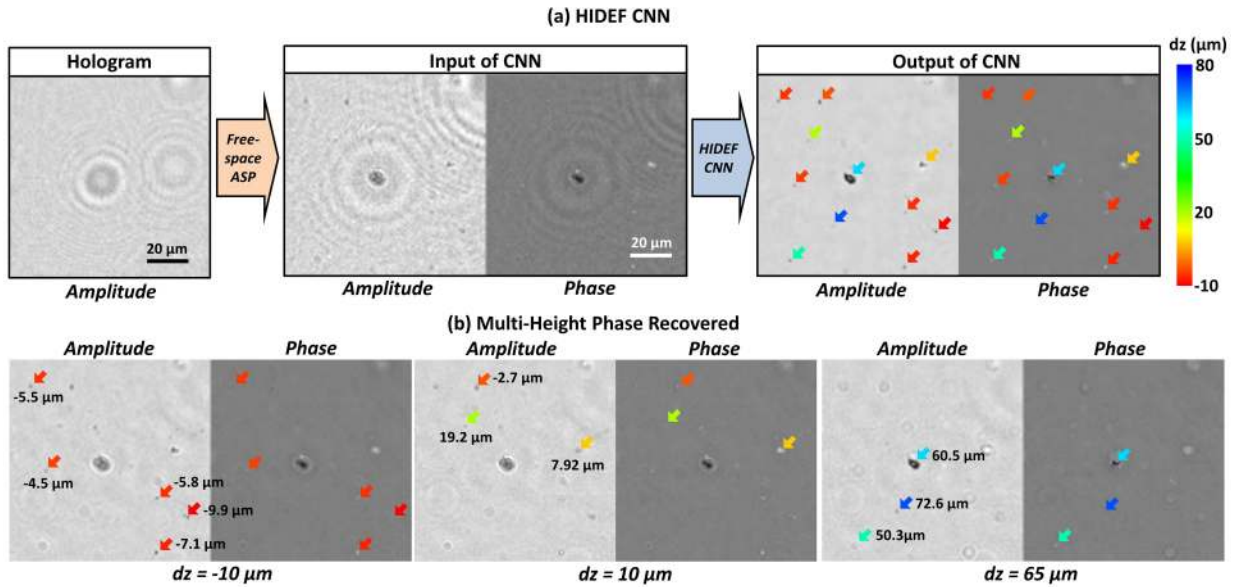 (a) HIDEF CNN
Hologram
Input of CNN
Output of CNN
dz (μm)
80
50
20
-10
Free-
space
ASP
HIDEF
CNN
20 μm
20 μm
Amplitude
Amplitude
Phase
Amplitude
Phase
(b) Multi-Height Phase Recovered
Amplitude
Phase
Amplitude
Phase
Amplitude
Phase
-5.5 μm
-4.5 μm
-5.8 μm
-9.9 μm
-7.1 μm
dz = -10 μm
-2.7 μm
19.2 μm
7.92 μm
dz = 10 μm
60.5 μm
72.6 μm
50.3μm
dz = 65 μm